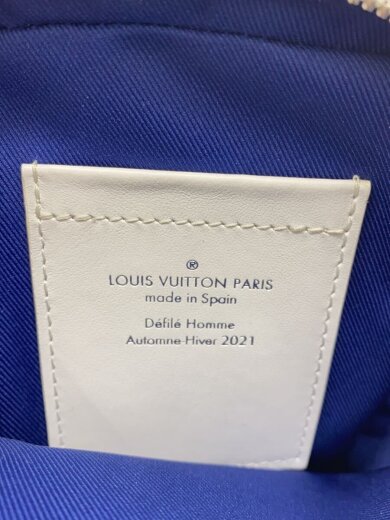 ®
LOUIS VUITTON PARIS
made in Spain
Défilé Homme
Automne-Hiver 2021